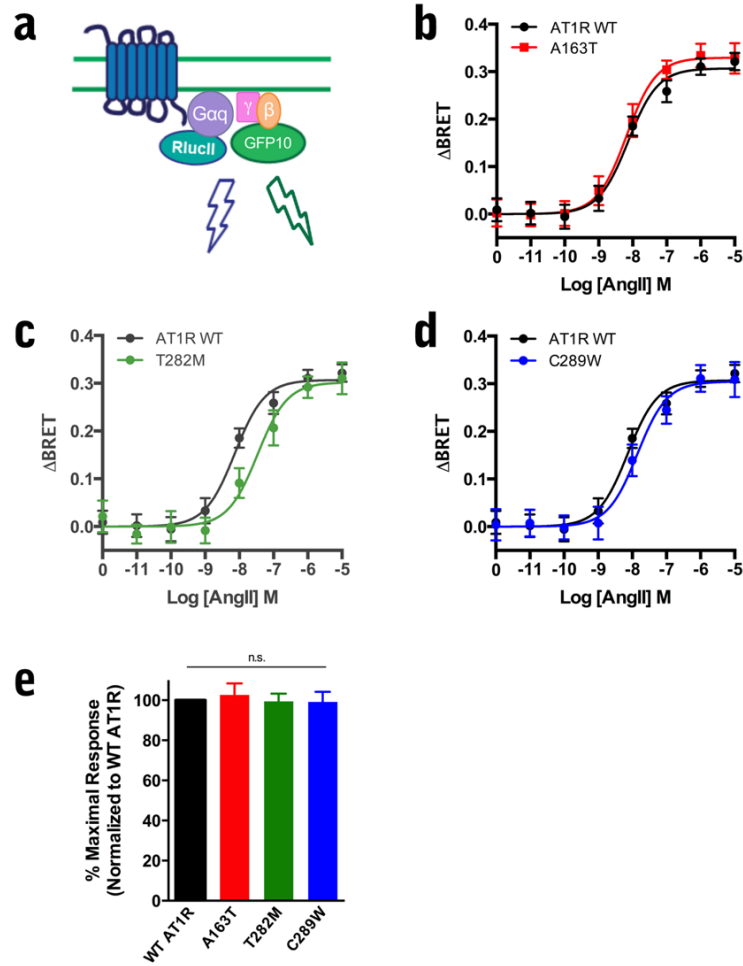 a
Gαq
γ
β
RlucII
GFP10
b
AT1R WT
A163T
0.4
0.3
0.2
0.1
0.0
ΔBRET
0 -11 -10 -9 -8 -7 -6 -5
Log [AngII] M
c
AT1R WT
T282M
0.4
0.3
0.2
0.1
0.0
ΔBRET
0 -11 -10 -9 -8 -7 -6 -5
Log [AngII] M
d
AT1R WT
C289W
0.4
0.3
0.2
0.1
0.0
ΔBRET
0 -11 -10 -9 -8 -7 -6 -5
Log [AngII] M
e
n.s.
100
80
60
40
20
0
% Maximal Response
(Normalized to WT AT1R)
WT AT1R
A163T
T282M
C289W